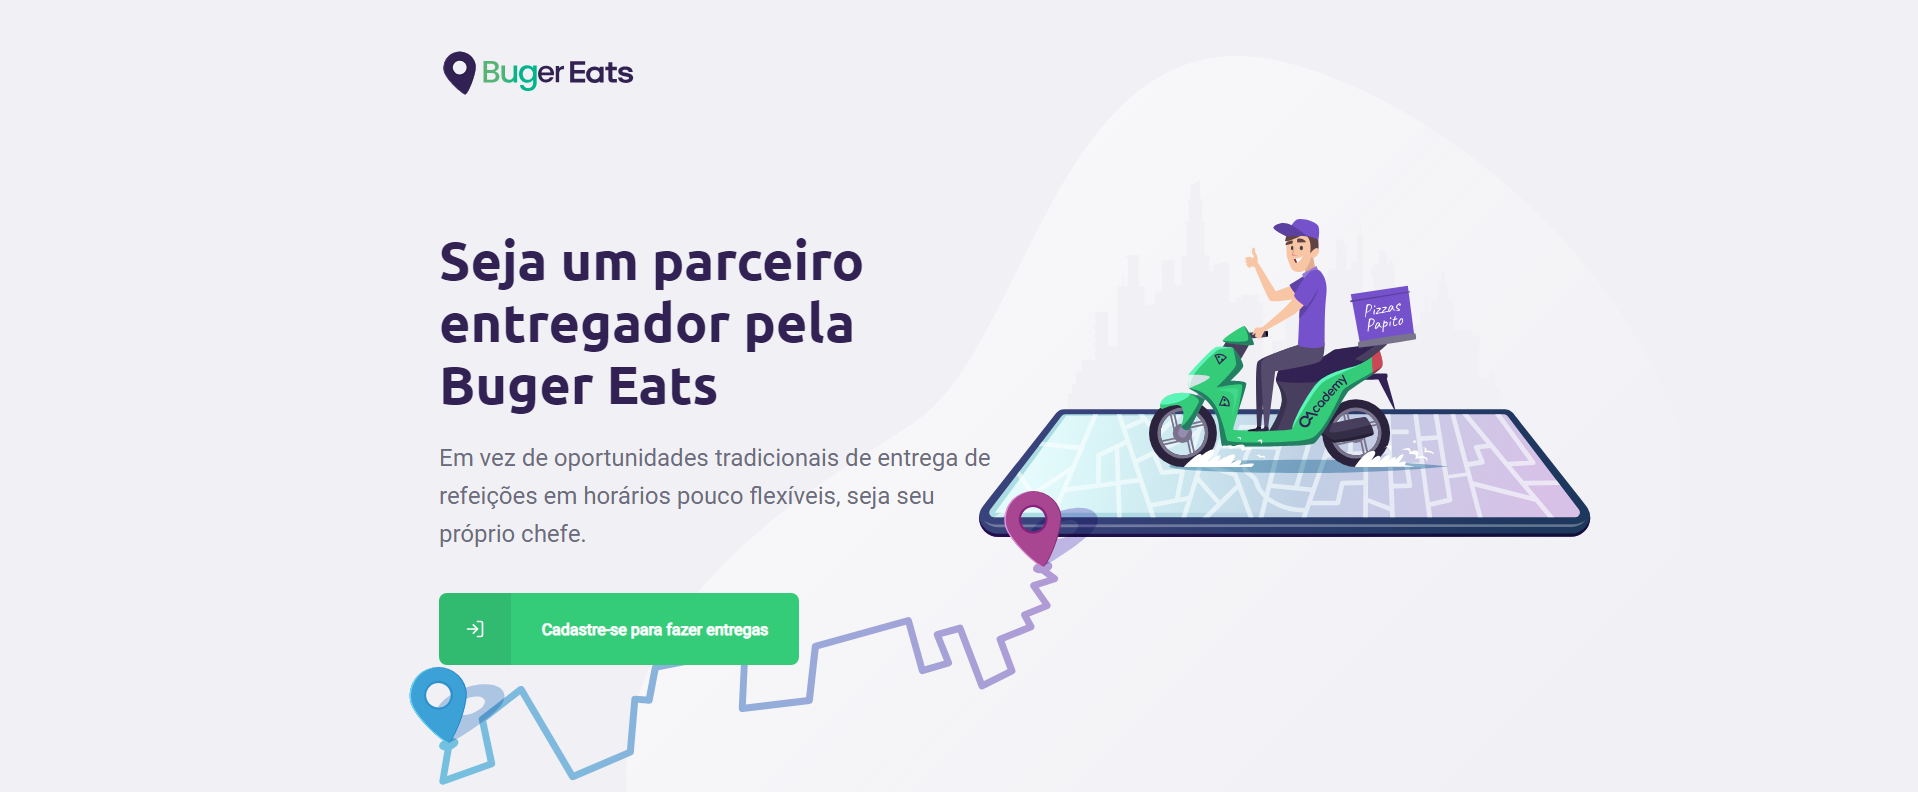 Buger Eats
Seja um parceiro
entregador pela
Buger Eats
Em vez de oportunidades tradicionais de entrega de
refeições em horários pouco flexíveis, seja seu
próprio chefe.
Cadastre-se para fazer entregas
Pizzas
Papito
QAcademy